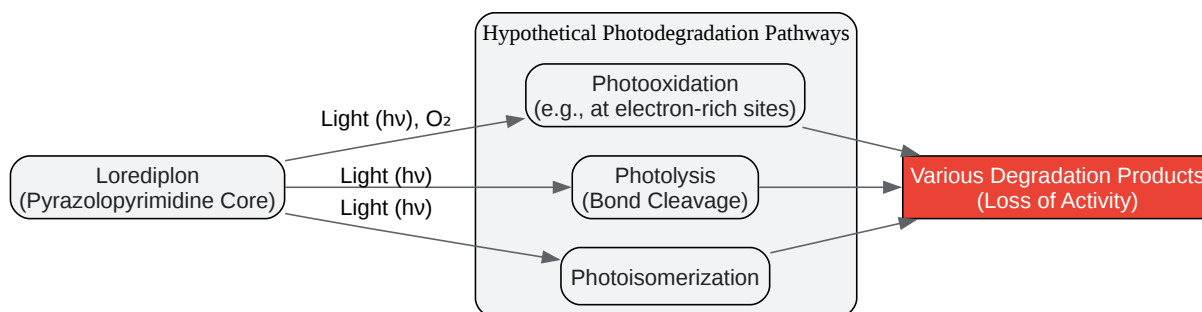 Hypothetical Photodegradation Pathways
Photooxidation
(e.g., at electron-rich sites)
Light (hν), O₂
Lorediplon
(Pyrazolopyrimidine Core)
Light (hν)
Photolysis
(Bond Cleavage)
Various Degradation Products
(Loss of Activity)
Light (hν)
Photoisomerization